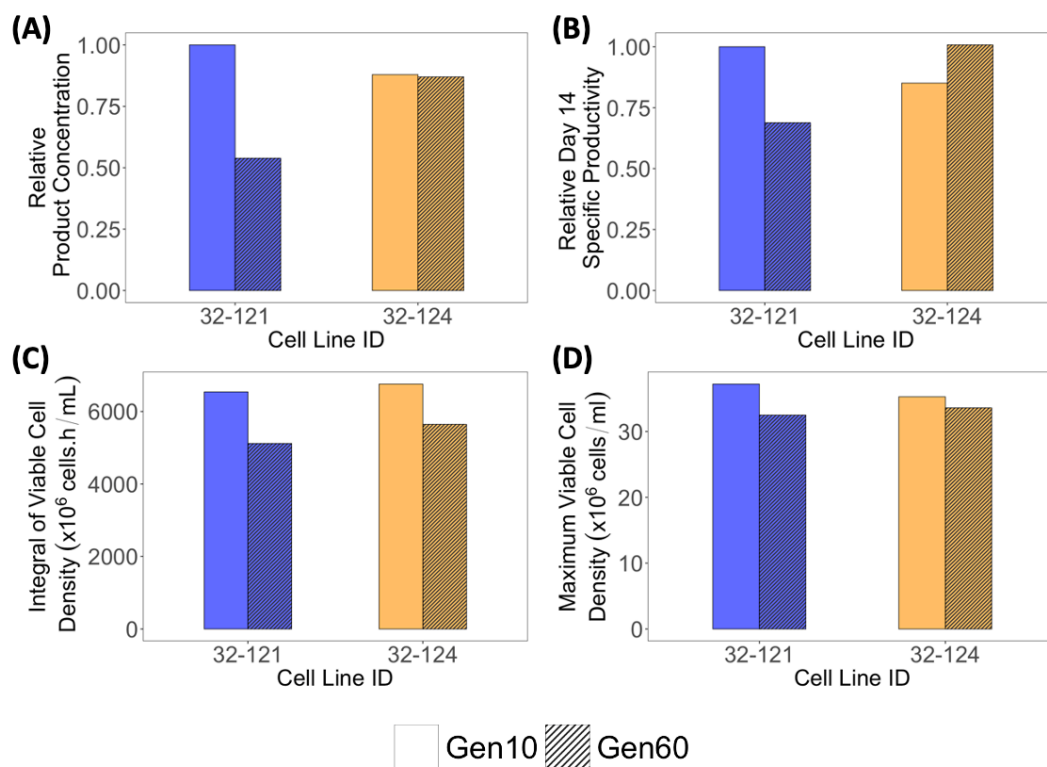 (A)
Relative
Product Concentration
1.00
0.75
0.50
0.25
0.00
32-121
32-124
Cell Line ID
(B)
Relative Day 14
Specific Productivity
1.00
0.75
0.50
0.25
0.00
32-121
32-124
Cell Line ID
(C)
Integral of Viable Cell
Density (x10⁶ cells.h/mL)
6000
4000
2000
0
32-121
32-124
Cell Line ID
(D)
Maximum Viable Cell
Density (x10⁶ cells/ml)
30
20
10
0
32-121
32-124
Cell Line ID
Gen10
Gen60